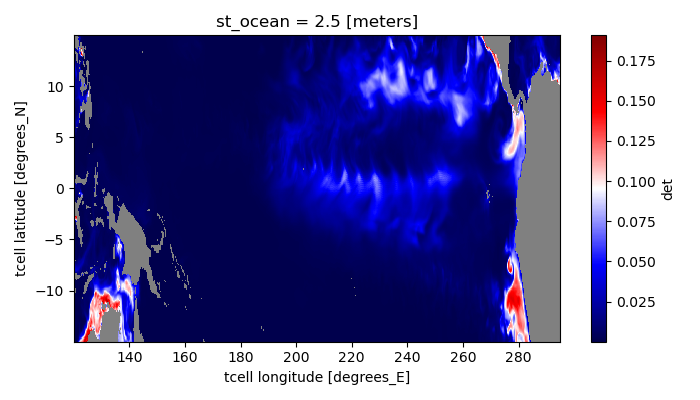 st_ocean = 2.5 [meters]
10
5
0
−5
−10
tcell latitude [degrees_N]
140 160 180 200 220 240 260 280
tcell longitude [degrees_E]
0.175
0.150
0.125
0.100
0.075
0.050
0.025
det